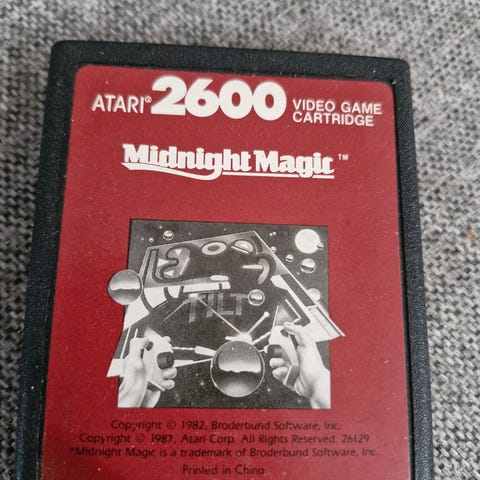 ATARI® 2600 VIDEO GAME CARTRIDGE
Midnight Magic™
TILT
Copyright © 1982, Broderbund Software, Inc.
Copyright © 1987, Atari Corp. All Rights Reserved. 26129
*Midnight Magic is a trademark of Broderbund Software, Inc.
Printed in China